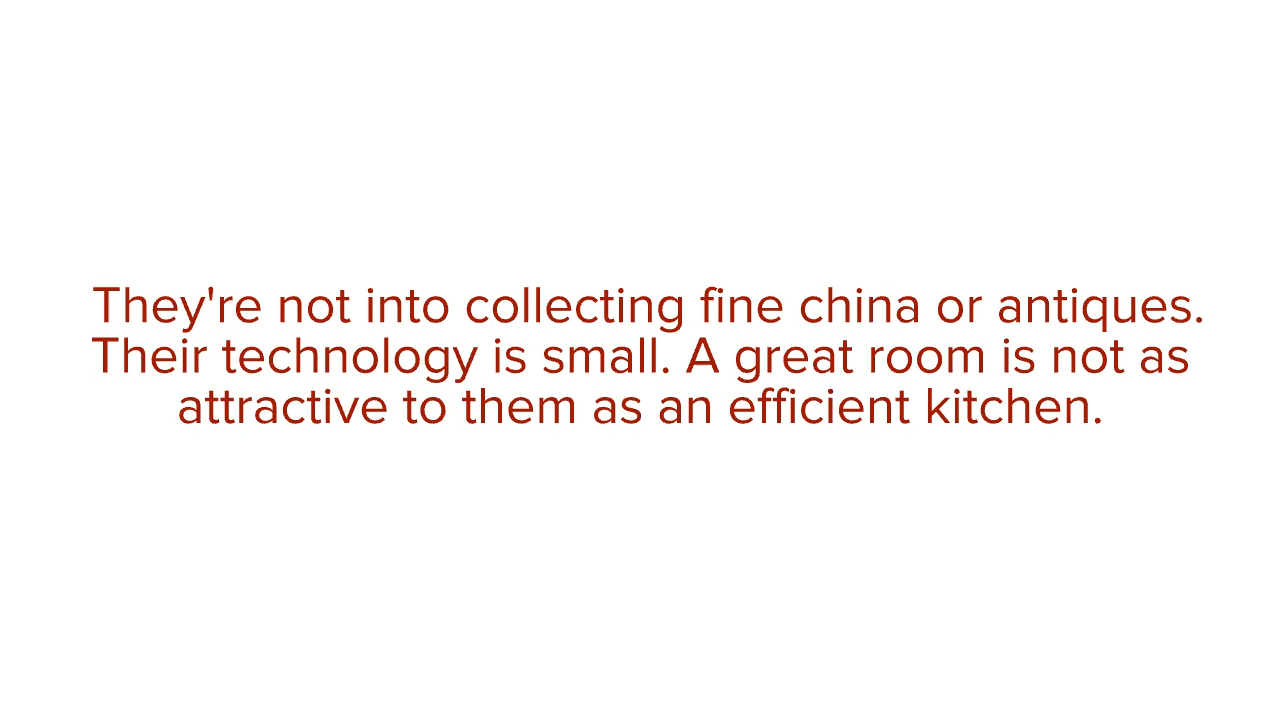 They're not into collecting fine china or antiques.
Their technology is small. A great room is not as
attractive to them as an efficient kitchen.